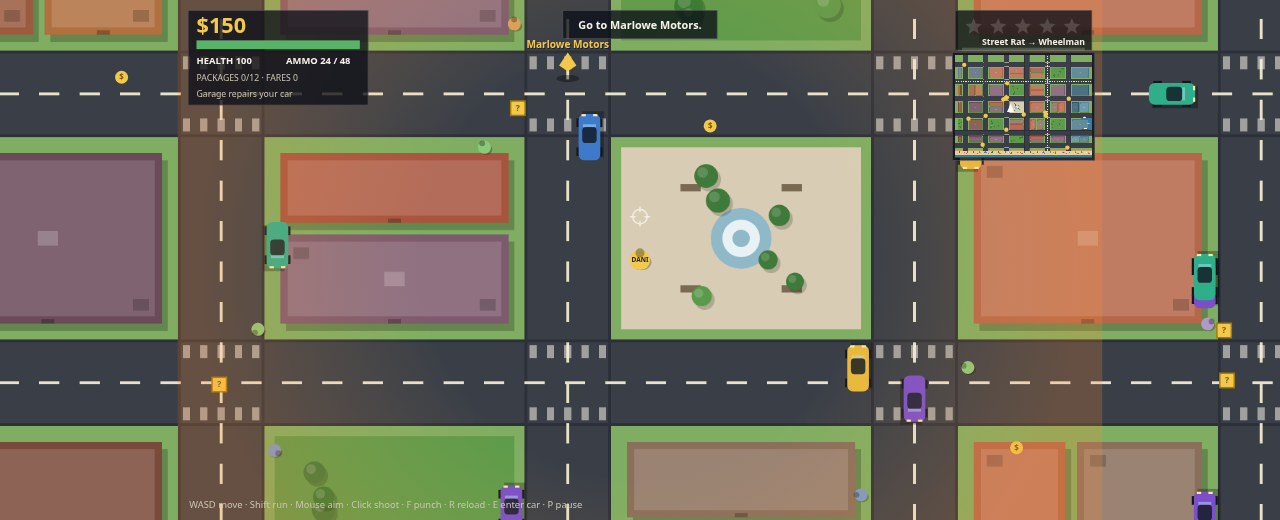 $150
HEALTH 100 AMMO 24 / 48
PACKAGES 0/12 · FARES 0
Garage repairs your car
Go to Marlowe Motors.
Marlowe Motors
Street Rat → Wheelman
$
?
$
DANI
?
?
?
$
WASD move · Shift run · Mouse aim · Click shoot · F punch · R reload · E enter car · P pause